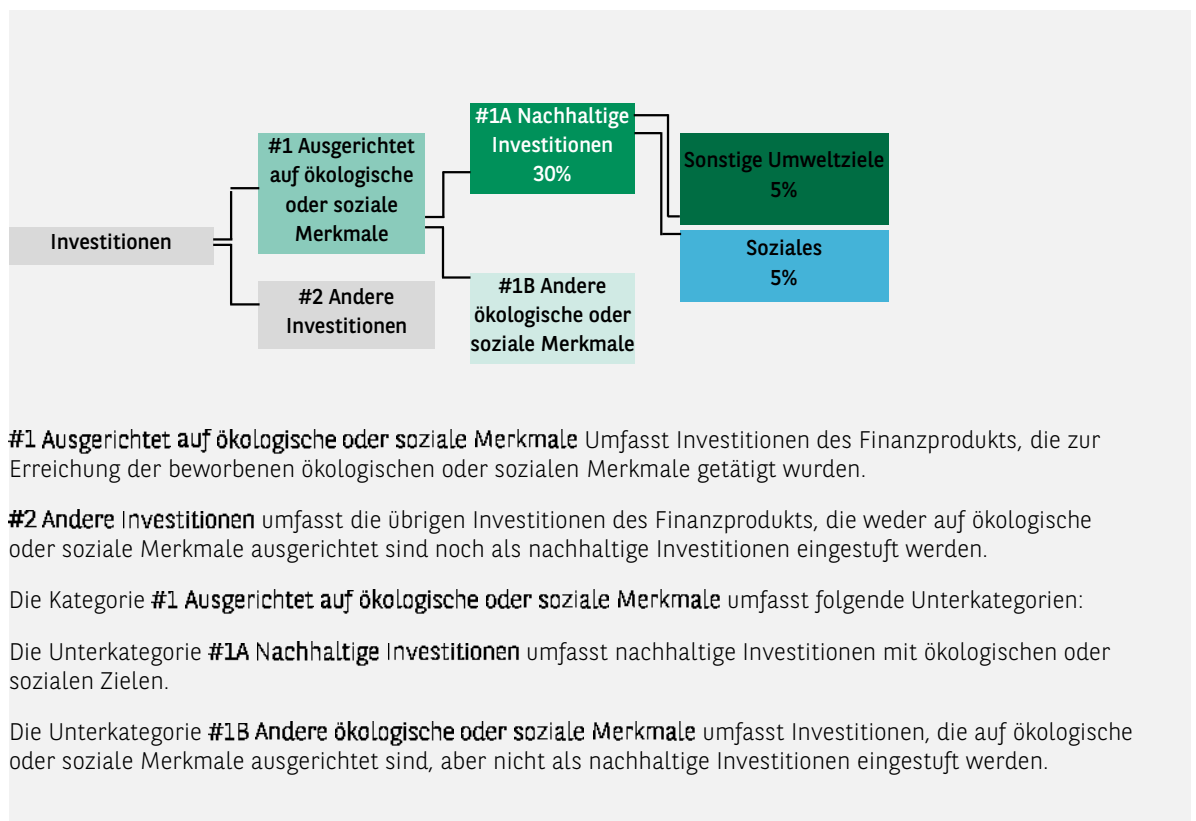 #1A Nachhaltige
Investitionen
30%
#1 Ausgerichtet
auf ökologische
oder soziale
Merkmale
Sonstige Umweltziele
5%
Investitionen
Soziales
5%
#2 Andere
Investitionen
#1B Andere
ökologische oder
soziale Merkmale
#1 Ausgerichtet auf ökologische oder soziale Merkmale Umfasst Investitionen des Finanzprodukts, die zur
Erreichung der beworbenen ökologischen oder sozialen Merkmale getätigt wurden.
#2 Andere Investitionen umfasst die übrigen Investitionen des Finanzprodukts, die weder auf ökologische
oder soziale Merkmale ausgerichtet sind noch als nachhaltige Investitionen eingestuft werden.
Die Kategorie #1 Ausgerichtet auf ökologische oder soziale Merkmale umfasst folgende Unterkategorien:
Die Unterkategorie #1A Nachhaltige Investitionen umfasst nachhaltige Investitionen mit ökologischen oder
sozialen Zielen.
Die Unterkategorie #1B Andere ökologische oder soziale Merkmale umfasst Investitionen, die auf ökologische
oder soziale Merkmale ausgerichtet sind, aber nicht als nachhaltige Investitionen eingestuft werden.